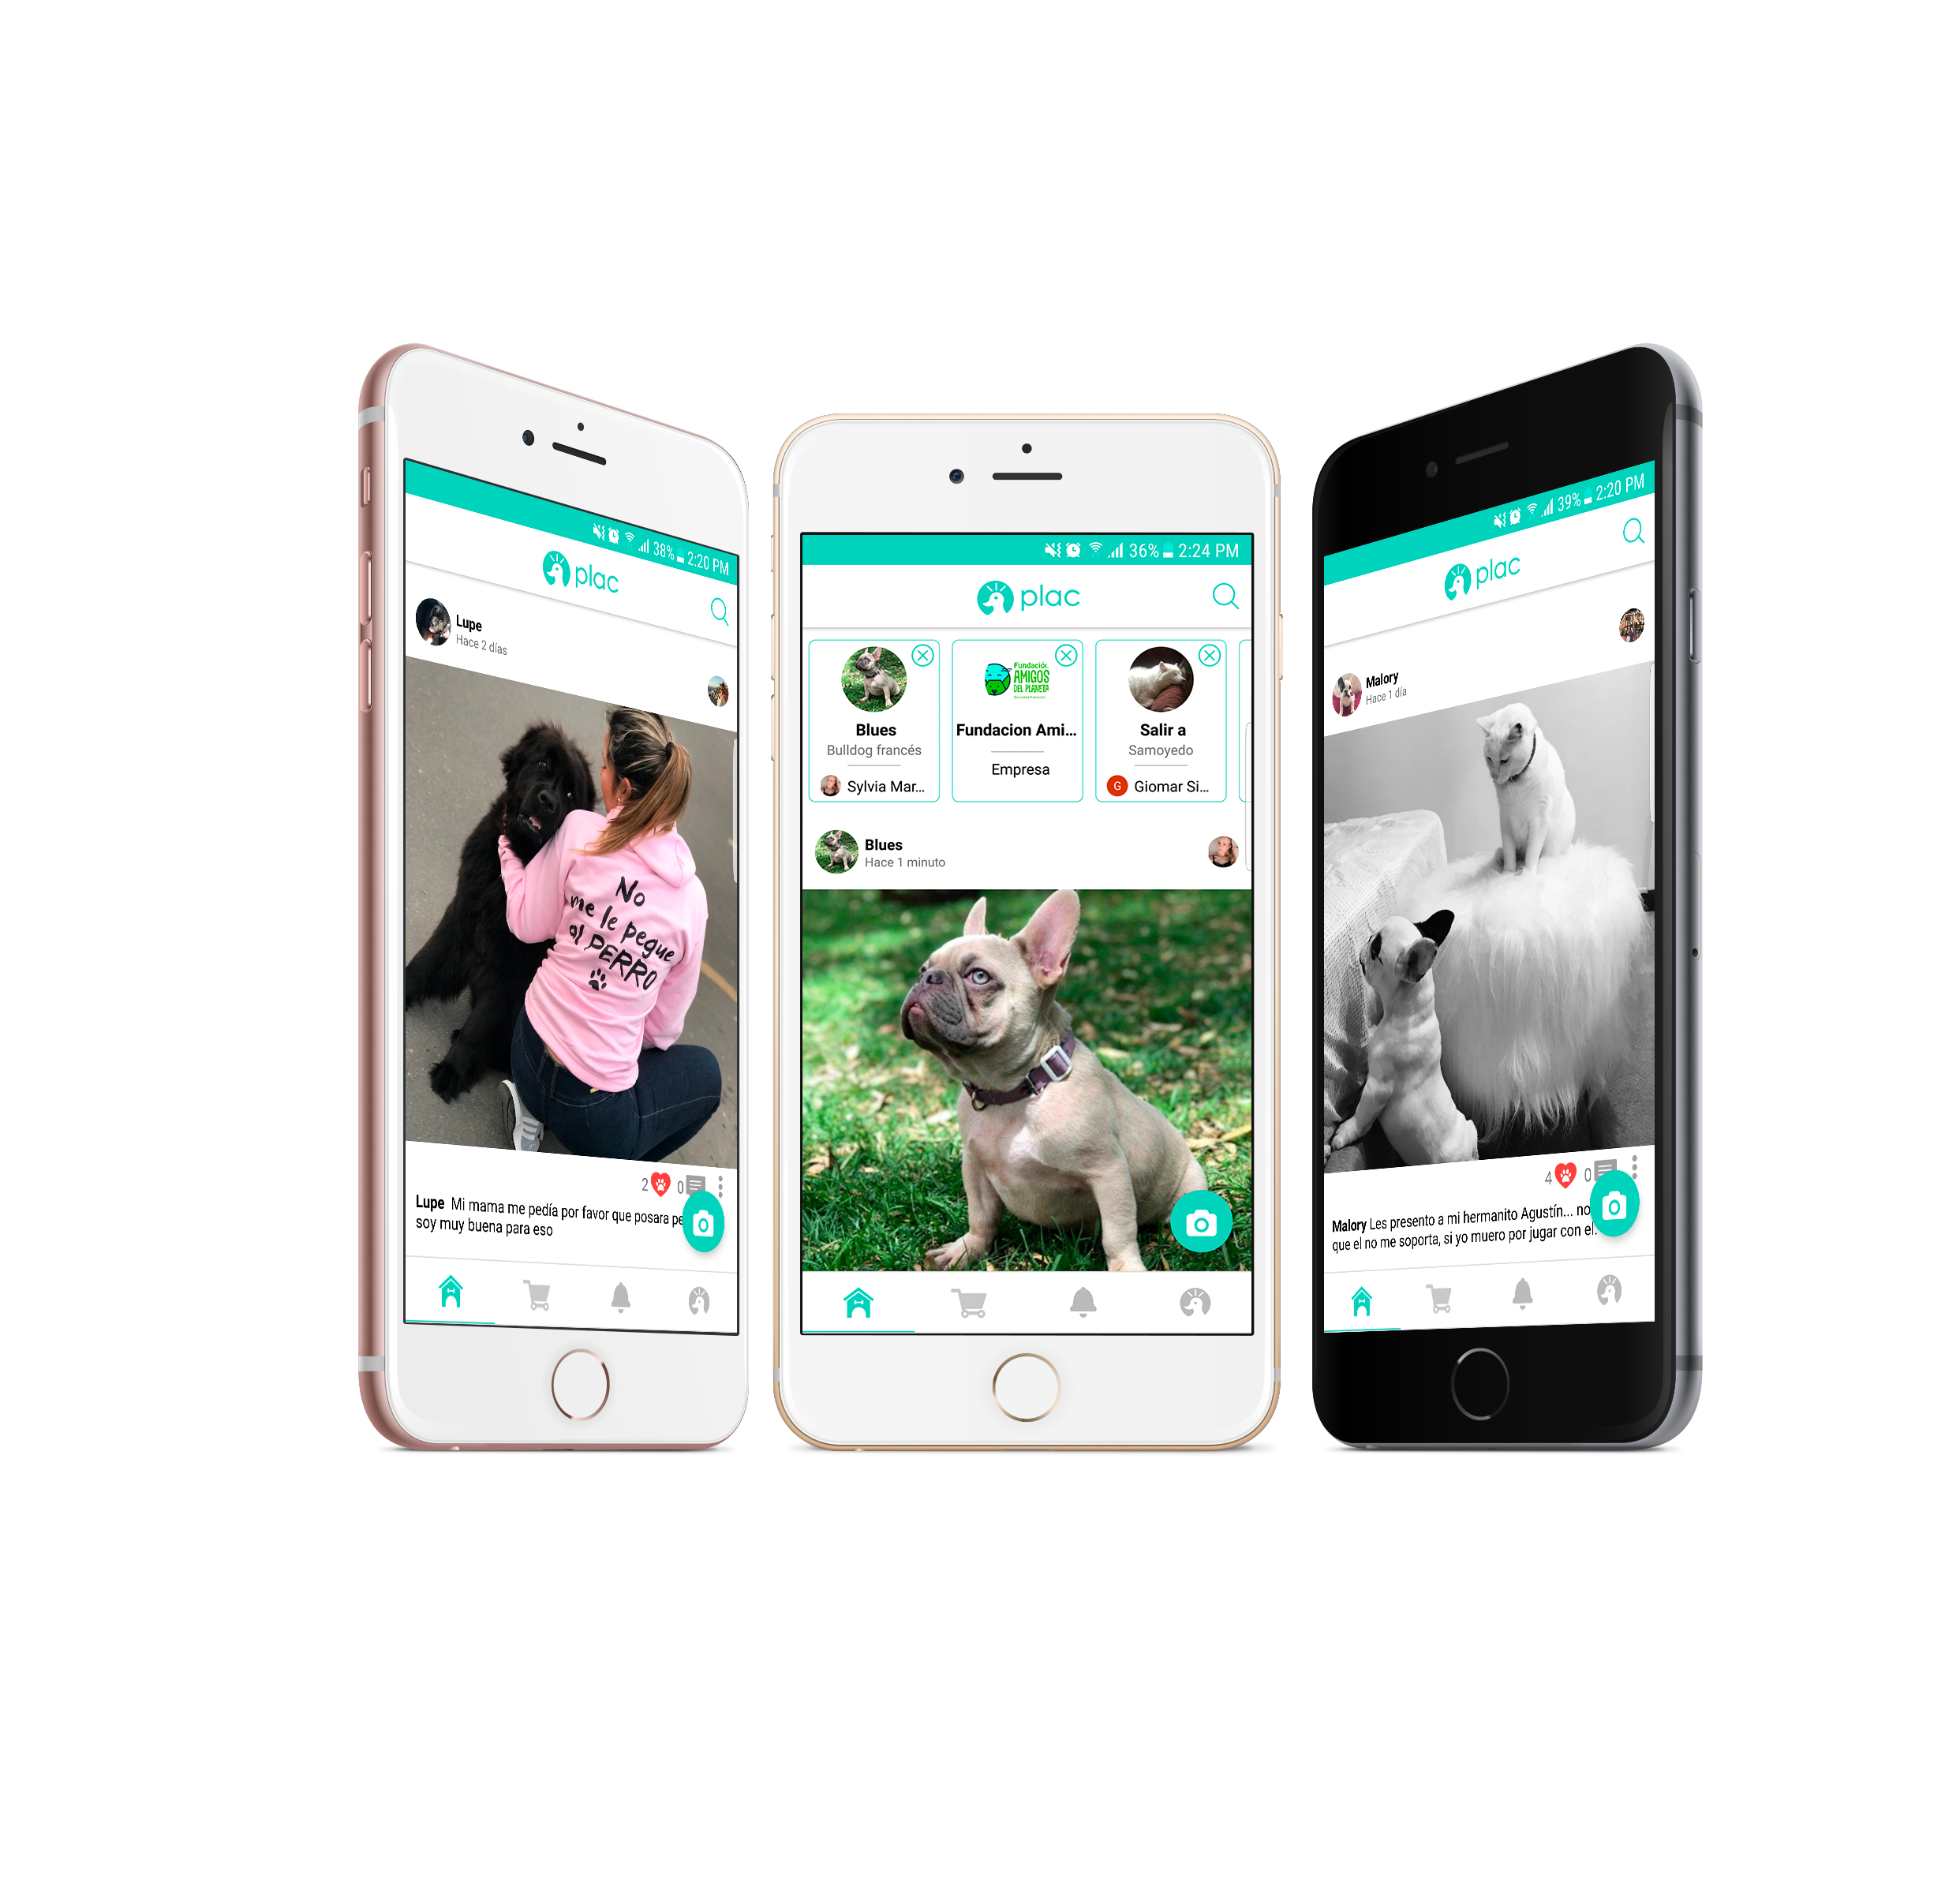 38% 2:20 PM
plac
Lupe
Hace 2 días
No
me le pegue
al PERRO
2 0
Lupe Mi mama me pedía por favor que posara
soy muy buena para eso
36% 2:24 PM
plac
Blues
Bulldog francés
Sylvia Mar...
Fundación
AMIGOS
DEL PLANETA
Fundacion Ami...
Empresa
Salir a
Samoyedo
G Giomar Si...
Blues
Hace 1 minuto
39% 2:20 PM
plac
Malory
Hace 1 día
4 0
Malory Les presento a mi hermanito Agustín... no
que el no me soporta, si yo muero por jugar con el.